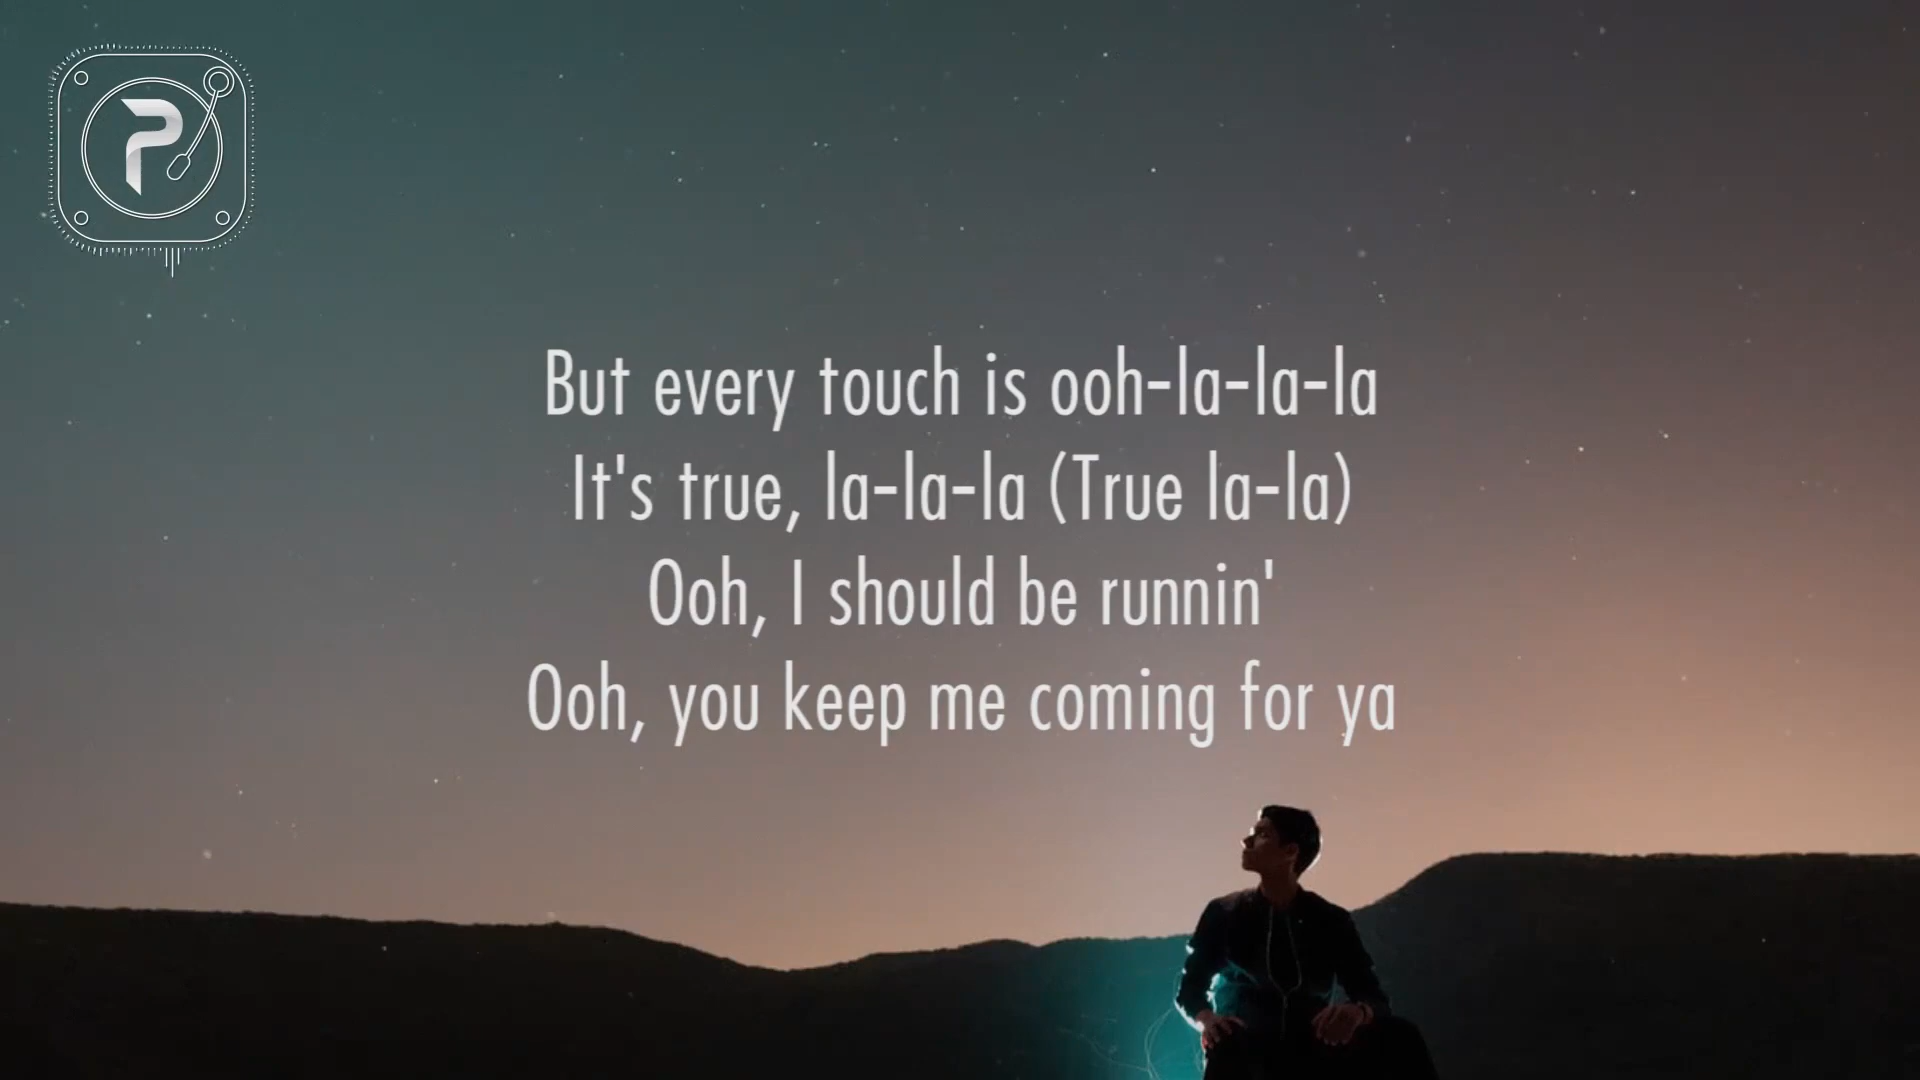 P
But every touch is ooh-la-la-la
It's true, la-la-la (True la-la)
Ooh, I should be runnin'
Ooh, you keep me coming for ya